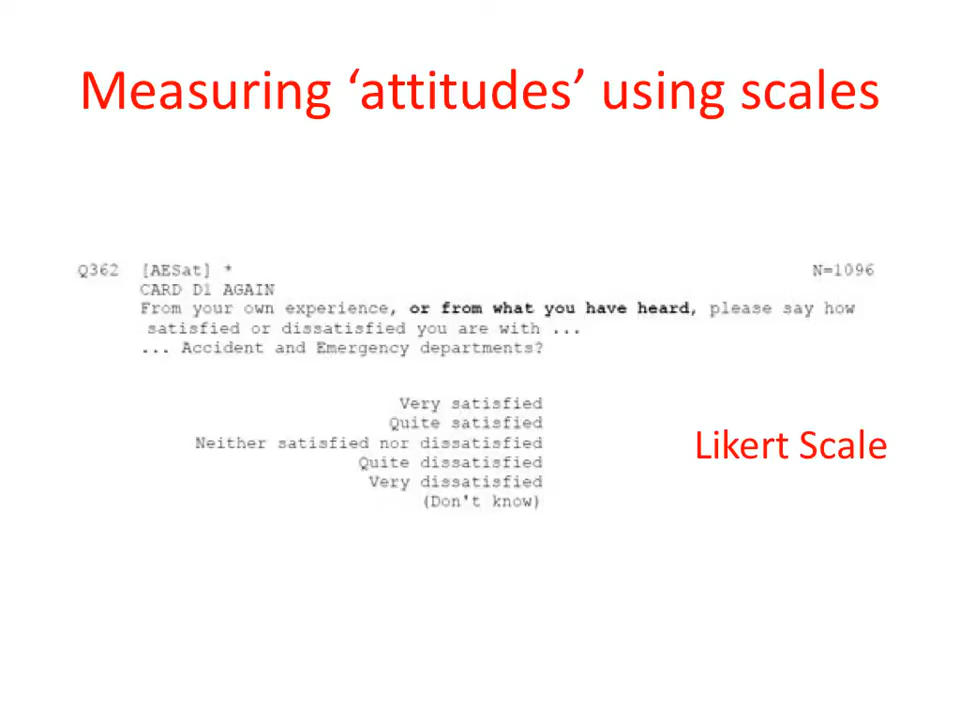 Measuring ‘attitudes’ using scales
Q362 [AESat] * N=1096
CARD D1 AGAIN
From your own experience, or from what you have heard, please say how
satisfied or dissatisfied you are with ...
... Accident and Emergency departments?
Very satisfied
Quite satisfied
Neither satisfied nor dissatisfied
Likert Scale
Quite dissatisfied
Very dissatisfied
(Don't know)